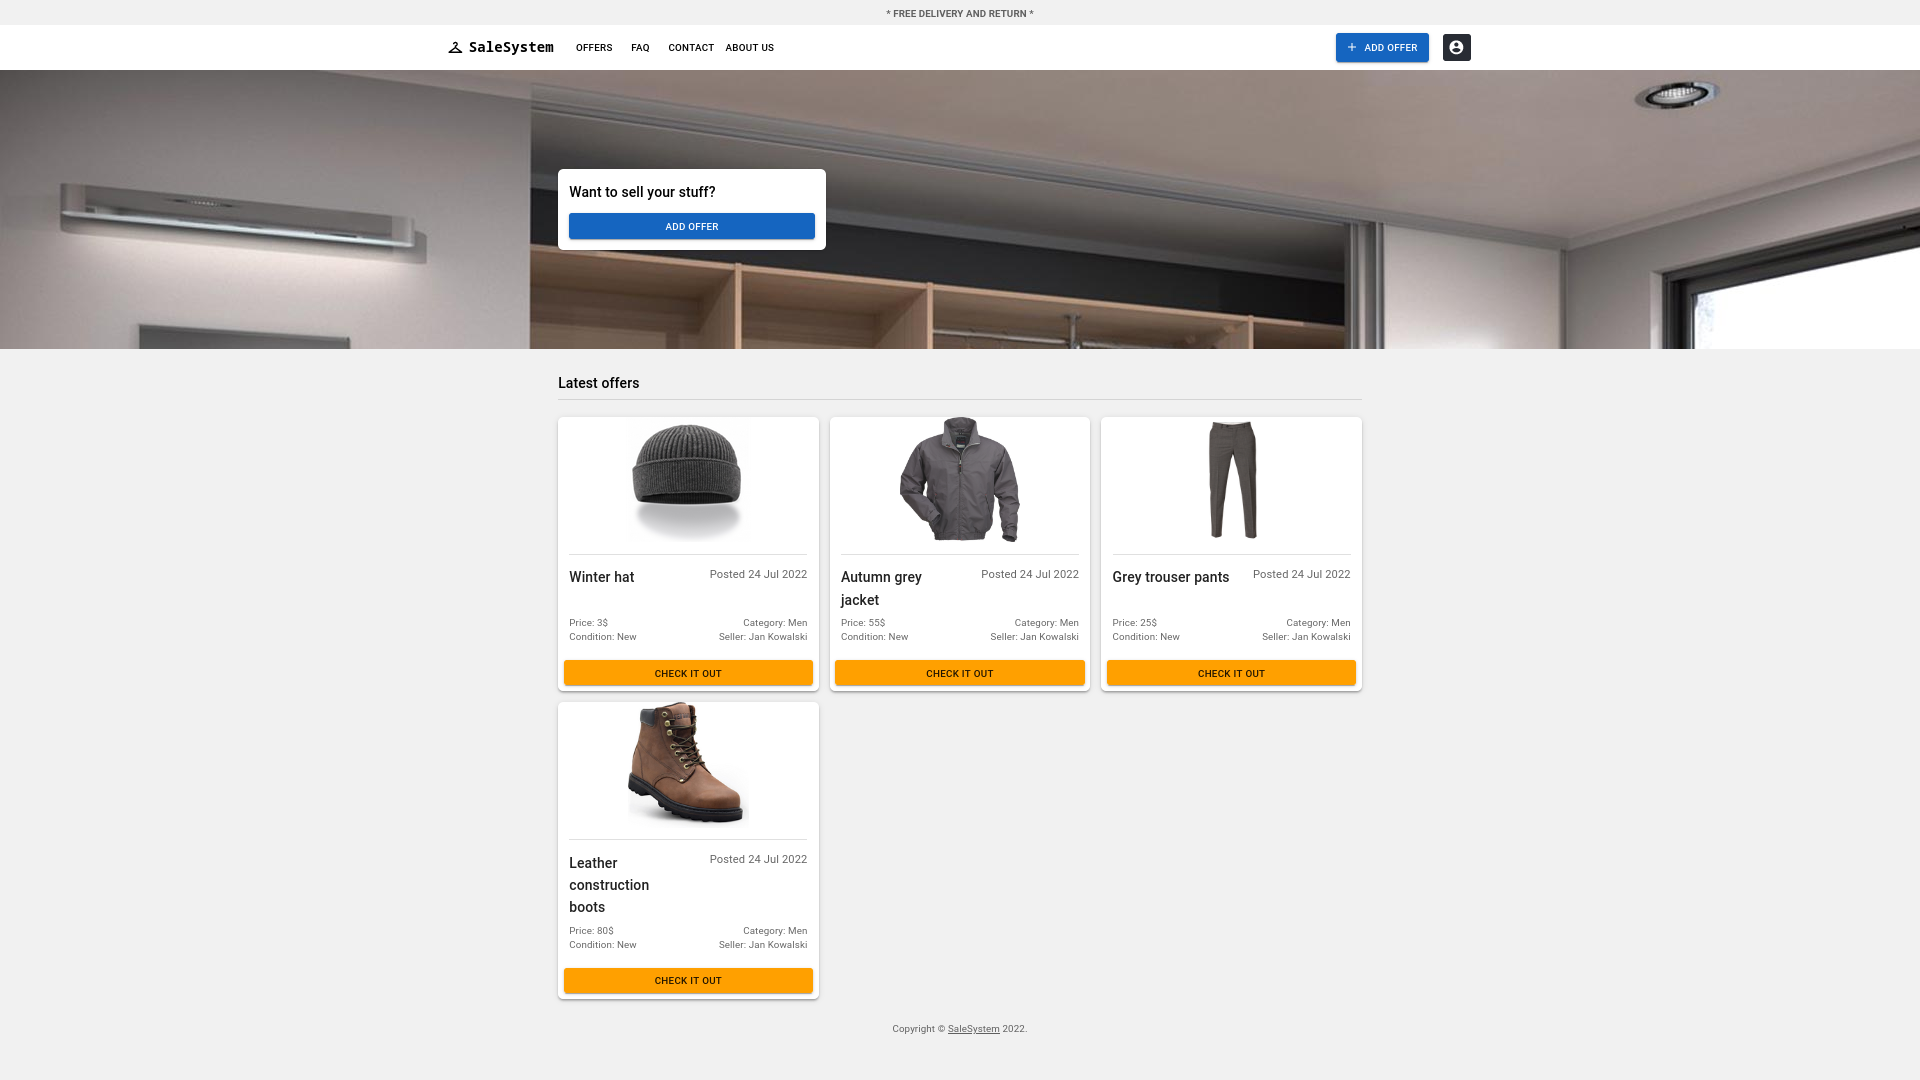 * FREE DELIVERY AND RETURN *
SaleSystem OFFERS FAQ CONTACT ABOUT US ADD OFFER
Want to sell your stuff?
ADD OFFER
Latest offers
Winter hat
Posted 24 Jul 2022
Price: 3$
Category: Men
Condition: New
Seller: Jan Kowalski
CHECK IT OUT
Autumn grey
jacket
Posted 24 Jul 2022
Price: 55$
Category: Men
Condition: New
Seller: Jan Kowalski
CHECK IT OUT
Grey trouser pants
Posted 24 Jul 2022
Price: 25$
Category: Men
Condition: New
Seller: Jan Kowalski
CHECK IT OUT
Leather
construction
boots
Posted 24 Jul 2022
Price: 80$
Category: Men
Condition: New
Seller: Jan Kowalski
CHECK IT OUT
Copyright © SaleSystem 2022.